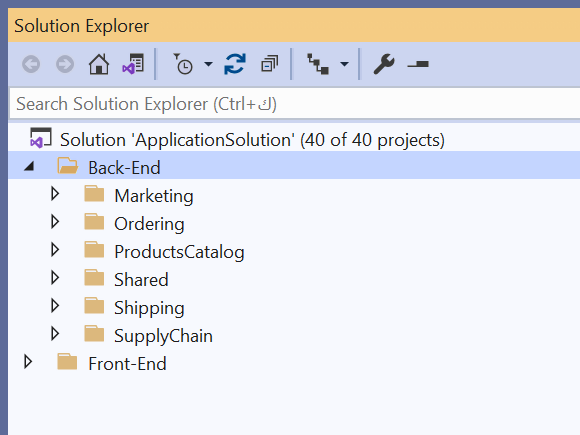 Solution Explorer
Search Solution Explorer (Ctrl+ك)
Solution 'ApplicationSolution' (40 of 40 projects)
Back-End
Marketing
Ordering
ProductsCatalog
Shared
Shipping
SupplyChain
Front-End